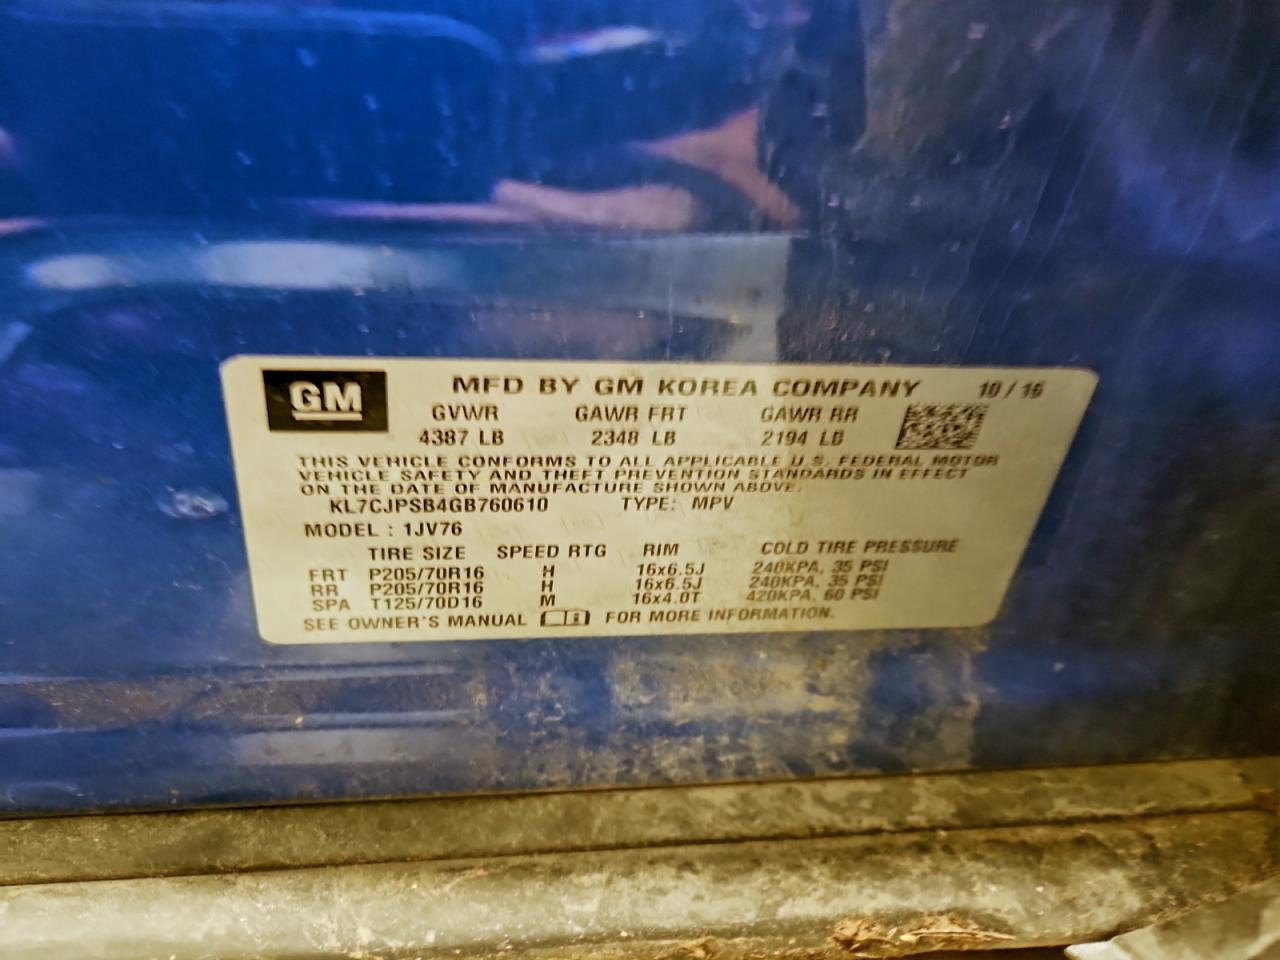 GM MFD BY GM KOREA COMPANY 10 / 16
GVWR GAWR FRT GAWR RR
4387 LB 2348 LB 2194 LB
THIS VEHICLE CONFORMS TO ALL APPLICABLE U.S. FEDERAL MOTOR
VEHICLE SAFETY AND THEFT PREVENTION STANDARDS IN EFFECT
ON THE DATE OF MANUFACTURE SHOWN ABOVE.
KL7CJPSB4GB760610 TYPE: MPV
MODEL : 1JV76
TIRE SIZE SPEED RTG RIM COLD TIRE PRESSURE
FRT P205/70R16 H 16x6.5J 240KPA, 35 PSI
RR P205/70R16 H 16x6.5J 240KPA, 35 PSI
SPA T125/70D16 M 16x4.0T 420KPA, 60 PSI
SEE OWNER'S MANUAL FOR MORE INFORMATION.